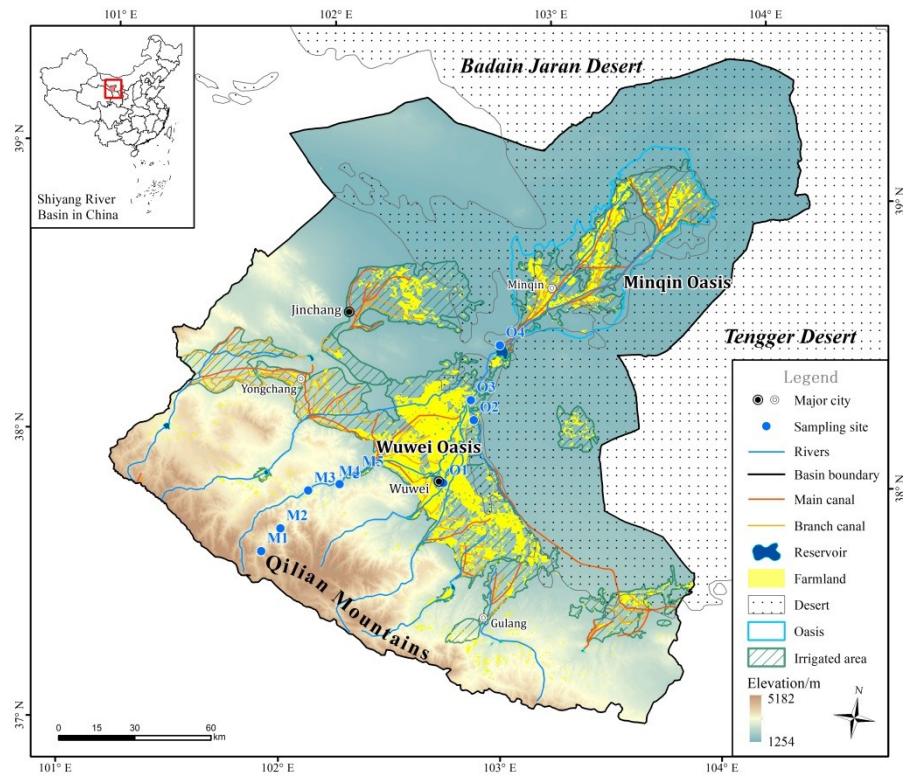 101° E
102° E
103° E
104° E
Badain Jaran Desert
39° N
39° N
Shiyang River
Basin in China
Minqin
Minqin Oasis
Jinchang
O4
Tengger Desert
Yongchang
O3
O2
38° N
Wuwei Oasis
M5
M4
M3
O1
Wuwei
38° N
M2
M1
Qilian Mountains
Gulang
Legend
Major city
Sampling site
Rivers
Basin boundary
Main canal
Branch canal
Reservoir
Farmland
Desert
Oasis
Irrigated area
Elevation/m
5182
1254
N
37° N
37° N
0 15 30 60
km
101° E
102° E
103° E
104° E